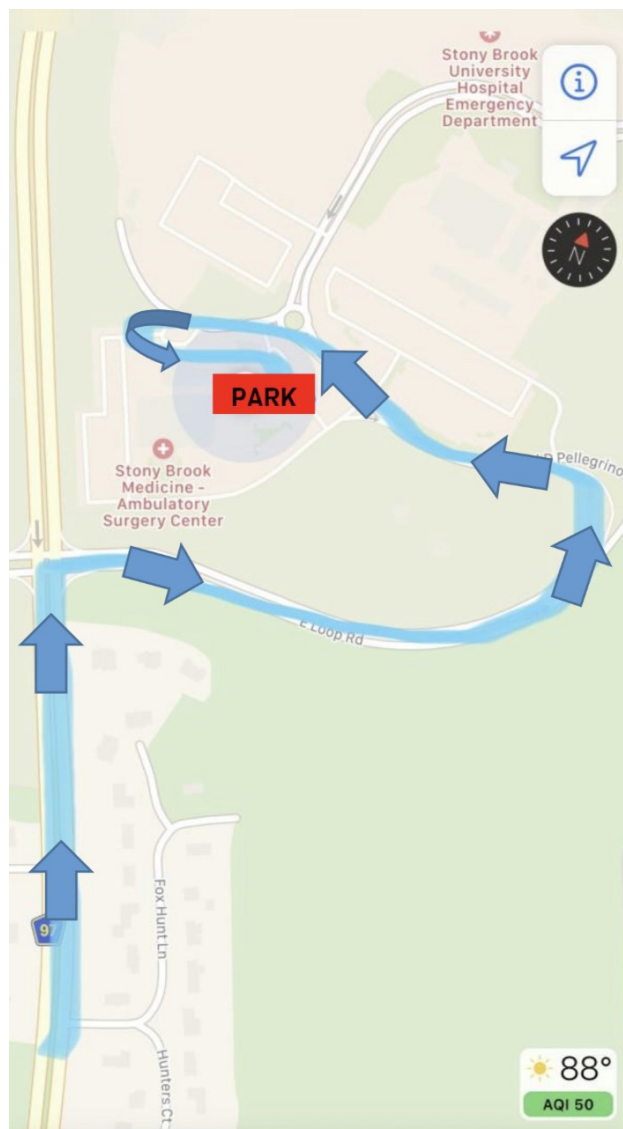 Stony Brook
University
Hospital
Emergency
Department
N
PARK
Stony Brook
Medicine -
Ambulatory
Surgery Center
D Pellegrino
E Loop Rd
97
Fox Hunt Ln
Hunters Ct
88°
AQI 50